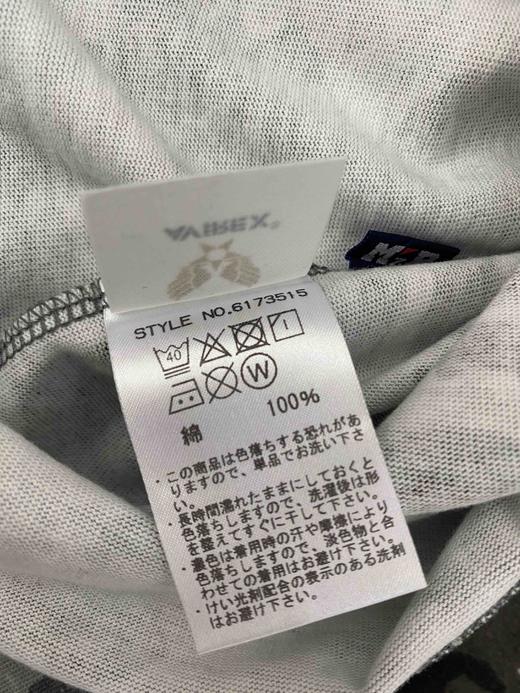 AVIREX®
STYLE NO.6173515
40
W
綿 100%
・この商品は色落ちする恐れがあ
りますので、単品でお洗い下さ
い。
・長時間濡れたままにしておくと
色落ちしますので、洗濯後は形
を整えてすぐに干して下さい。
・濃色は着用時の汗や摩擦により
色落ちしますので、淡色物と合
わせての着用はお避け下さい。
・けい光剤配合の表示のある洗剤
はお避け下さい。